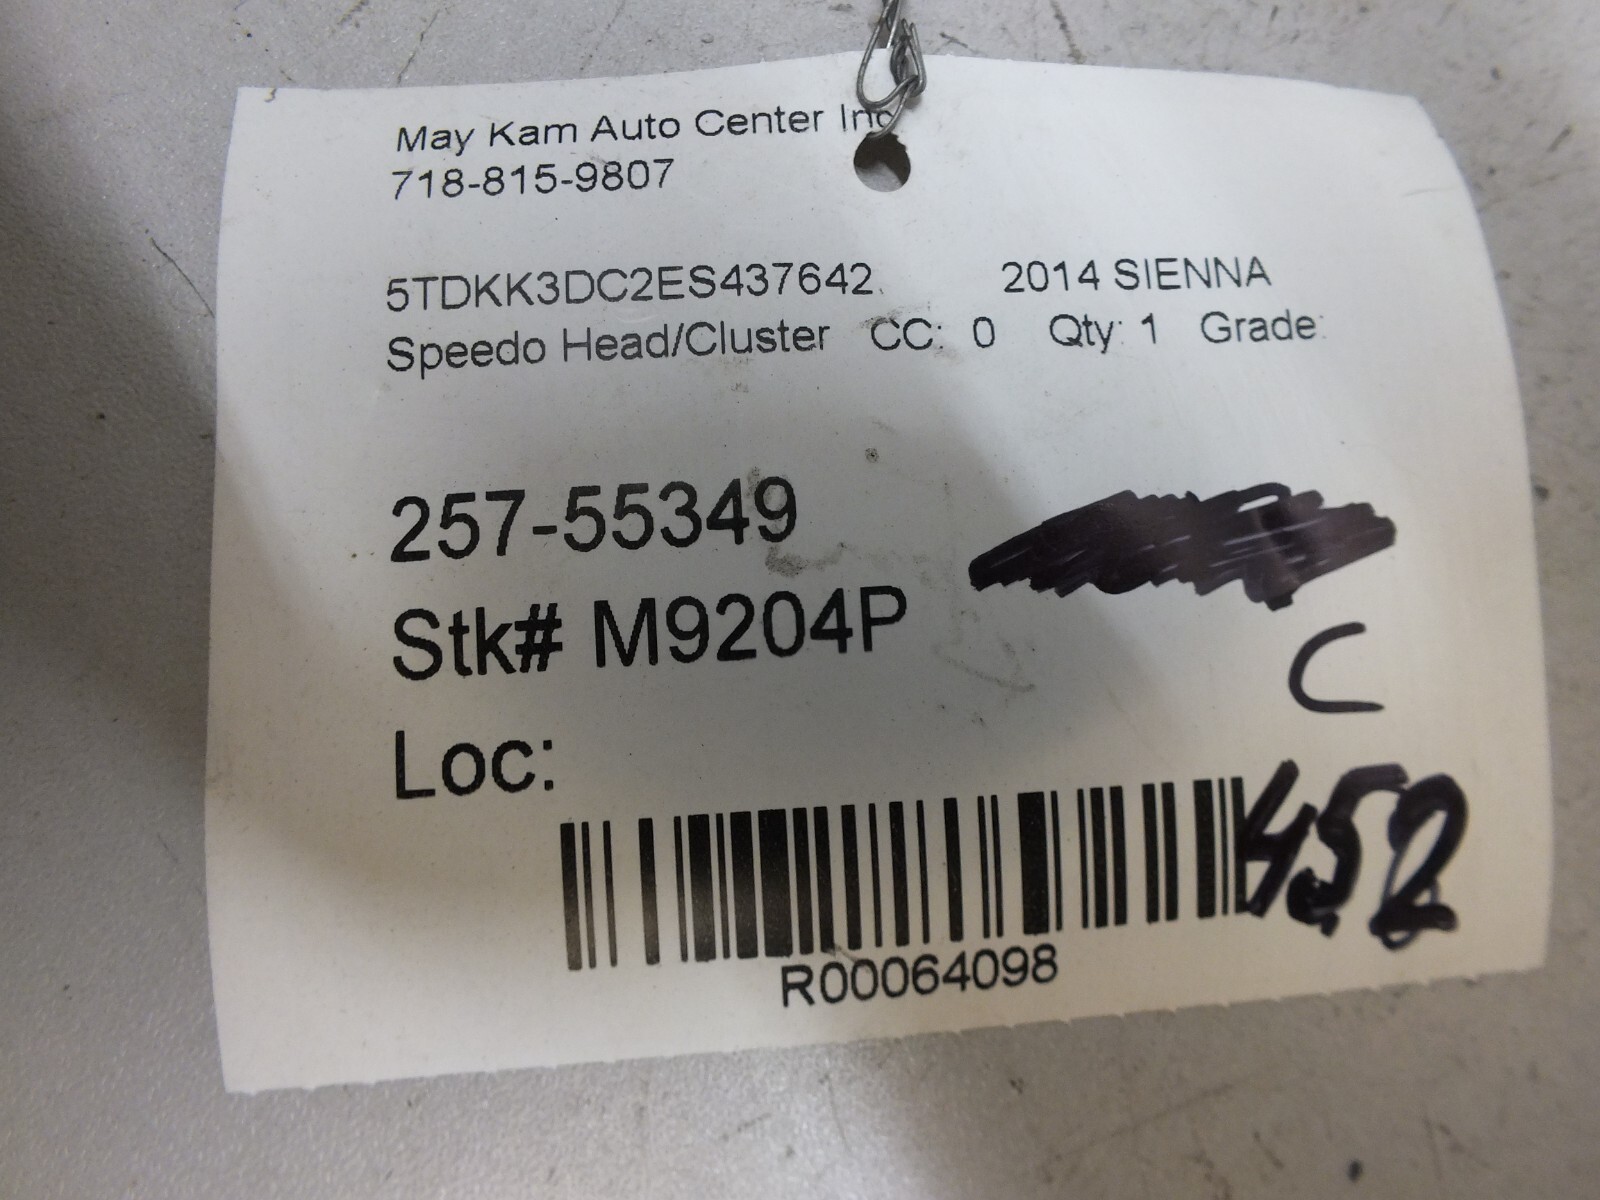 May Kam Auto Center Inc
718-815-9807
5TDKK3DC2ES437642. 2014 SIENNA
Speedo Head/Cluster CC: 0 Qty: 1 Grade:
257-55349
Stk# M9204P
C
Loc:
452
R00064098